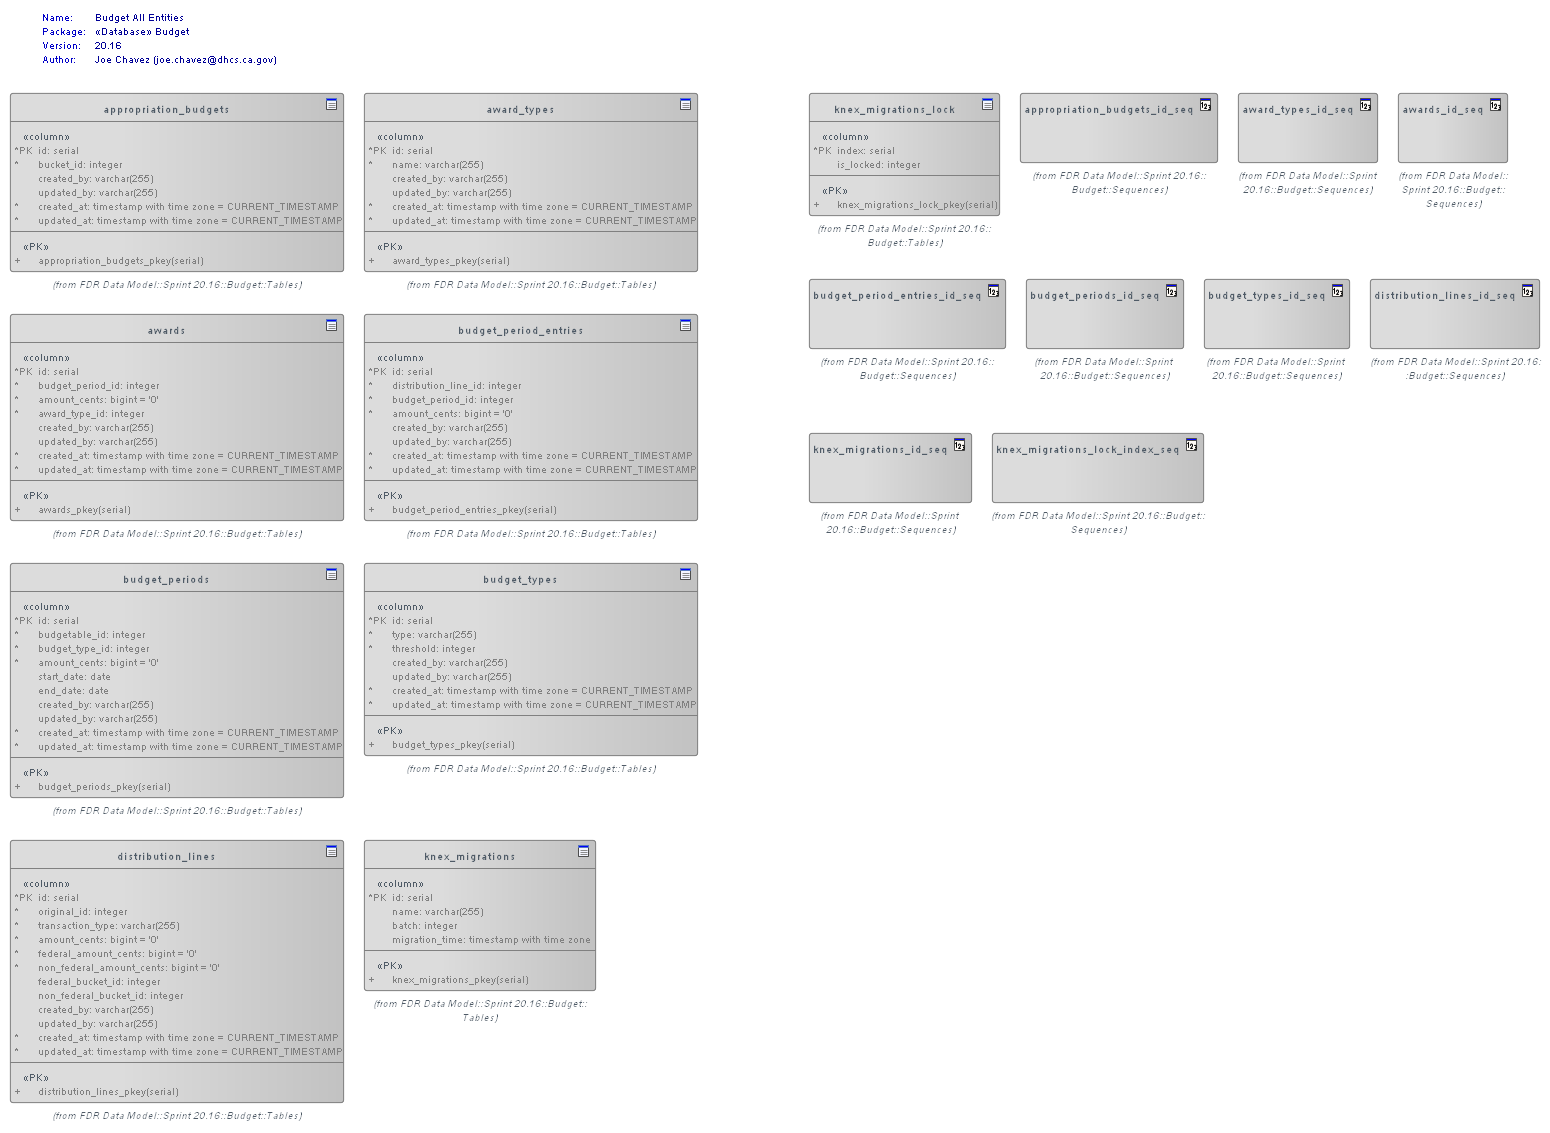 Name: Budget All Entities
Package: «Database» Budget
Version: 20.16
Author: Joe Chavez (joe.chavez@dhcs.ca.gov)
appropriation_budgets
«column»
*PK id: serial
* bucket_id: integer
created_by: varchar(255)
updated_by: varchar(255)
* created_at: timestamp with time zone = CURRENT_TIMESTAMP
* updated_at: timestamp with time zone = CURRENT_TIMESTAMP
«PK»
+ appropriation_budgets_pkey(serial)
(from FDR Data Model::Sprint 20.16::Budget::Tables)
award_types
«column»
*PK id: serial
* name: varchar(255)
created_by: varchar(255)
updated_by: varchar(255)
* created_at: timestamp with time zone = CURRENT_TIMESTAMP
* updated_at: timestamp with time zone = CURRENT_TIMESTAMP
«PK»
+ award_types_pkey(serial)
(from FDR Data Model::Sprint 20.16::Budget::Tables)
knex_migrations_lock
«column»
*PK index: serial
is_locked: integer
«PK»
+ knex_migrations_lock_pkey(serial)
(from FDR Data Model::Sprint 20.16::
Budget::Tables)
appropriation_budgets_id_seq
(from FDR Data Model::Sprint 20.16::
Budget::Sequences)
award_types_id_seq
(from FDR Data Model::Sprint
20.16::Budget::Sequences)
awards_id_seq
(from FDR Data Model::
Sprint 20.16::Budget::
Sequences)
awards
«column»
*PK id: serial
* budget_period_id: integer
* amount_cents: bigint = '0'
* award_type_id: integer
created_by: varchar(255)
updated_by: varchar(255)
* created_at: timestamp with time zone = CURRENT_TIMESTAMP
* updated_at: timestamp with time zone = CURRENT_TIMESTAMP
«PK»
+ awards_pkey(serial)
(from FDR Data Model::Sprint 20.16::Budget::Tables)
budget_period_entries
«column»
*PK id: serial
* distribution_line_id: integer
* budget_period_id: integer
* amount_cents: bigint = '0'
created_by: varchar(255)
updated_by: varchar(255)
* created_at: timestamp with time zone = CURRENT_TIMESTAMP
* updated_at: timestamp with time zone = CURRENT_TIMESTAMP
«PK»
+ budget_period_entries_pkey(serial)
(from FDR Data Model::Sprint 20.16::Budget::Tables)
budget_period_entries_id_seq
(from FDR Data Model::Sprint 20.16::
Budget::Sequences)
budget_periods_id_seq
(from FDR Data Model::Sprint
20.16::Budget::Sequences)
budget_types_id_seq
(from FDR Data Model::Sprint
20.16::Budget::Sequences)
distribution_lines_id_seq
(from FDR Data Model::Sprint 20.16:
:Budget::Sequences)
knex_migrations_id_seq
(from FDR Data Model::Sprint
20.16::Budget::Sequences)
knex_migrations_lock_index_seq
(from FDR Data Model::Sprint 20.16::Budget::
Sequences)
budget_periods
«column»
*PK id: serial
* budgetable_id: integer
* budget_type_id: integer
* amount_cents: bigint = '0'
start_date: date
end_date: date
created_by: varchar(255)
updated_by: varchar(255)
* created_at: timestamp with time zone = CURRENT_TIMESTAMP
* updated_at: timestamp with time zone = CURRENT_TIMESTAMP
«PK»
+ budget_periods_pkey(serial)
(from FDR Data Model::Sprint 20.16::Budget::Tables)
budget_types
«column»
*PK id: serial
* type: varchar(255)
* threshold: integer
created_by: varchar(255)
updated_by: varchar(255)
* created_at: timestamp with time zone = CURRENT_TIMESTAMP
* updated_at: timestamp with time zone = CURRENT_TIMESTAMP
«PK»
+ budget_types_pkey(serial)
(from FDR Data Model::Sprint 20.16::Budget::Tables)
distribution_lines
«column»
*PK id: serial
* original_id: integer
* transaction_type: varchar(255)
* amount_cents: bigint = '0'
* federal_amount_cents: bigint = '0'
* non_federal_amount_cents: bigint = '0'
federal_bucket_id: integer
non_federal_bucket_id: integer
created_by: varchar(255)
updated_by: varchar(255)
* created_at: timestamp with time zone = CURRENT_TIMESTAMP
* updated_at: timestamp with time zone = CURRENT_TIMESTAMP
«PK»
+ distribution_lines_pkey(serial)
(from FDR Data Model::Sprint 20.16::Budget::Tables)
knex_migrations
«column»
*PK id: serial
name: varchar(255)
batch: integer
migration_time: timestamp with time zone
«PK»
+ knex_migrations_pkey(serial)
(from FDR Data Model::Sprint 20.16::Budget::
Tables)